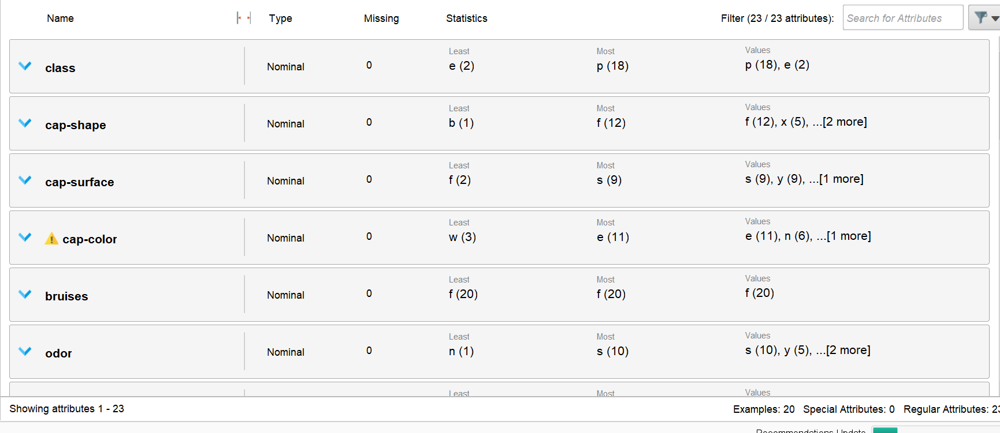 Name Type Missing Statistics Filter (23 / 23 attributes): Search for Attributes
Least Most Values
class Nominal 0 e (2) p (18) p (18), e (2)
Least Most Values
cap-shape Nominal 0 b (1) f (12) f (12), x (5), ...[2 more]
Least Most Values
cap-surface Nominal 0 f (2) s (9) s (9), y (9), ...[1 more]
Least Most Values
cap-color Nominal 0 w (3) e (11) e (11), n (6), ...[1 more]
Least Most Values
bruises Nominal 0 f (20) f (20) f (20)
Least Most Values
odor Nominal 0 n (1) s (10) s (10), y (5), ...[2 more]
Least Most Values
Showing attributes 1 - 23 Examples: 20 Special Attributes: 0 Regular Attributes: 23
Recommendations Update